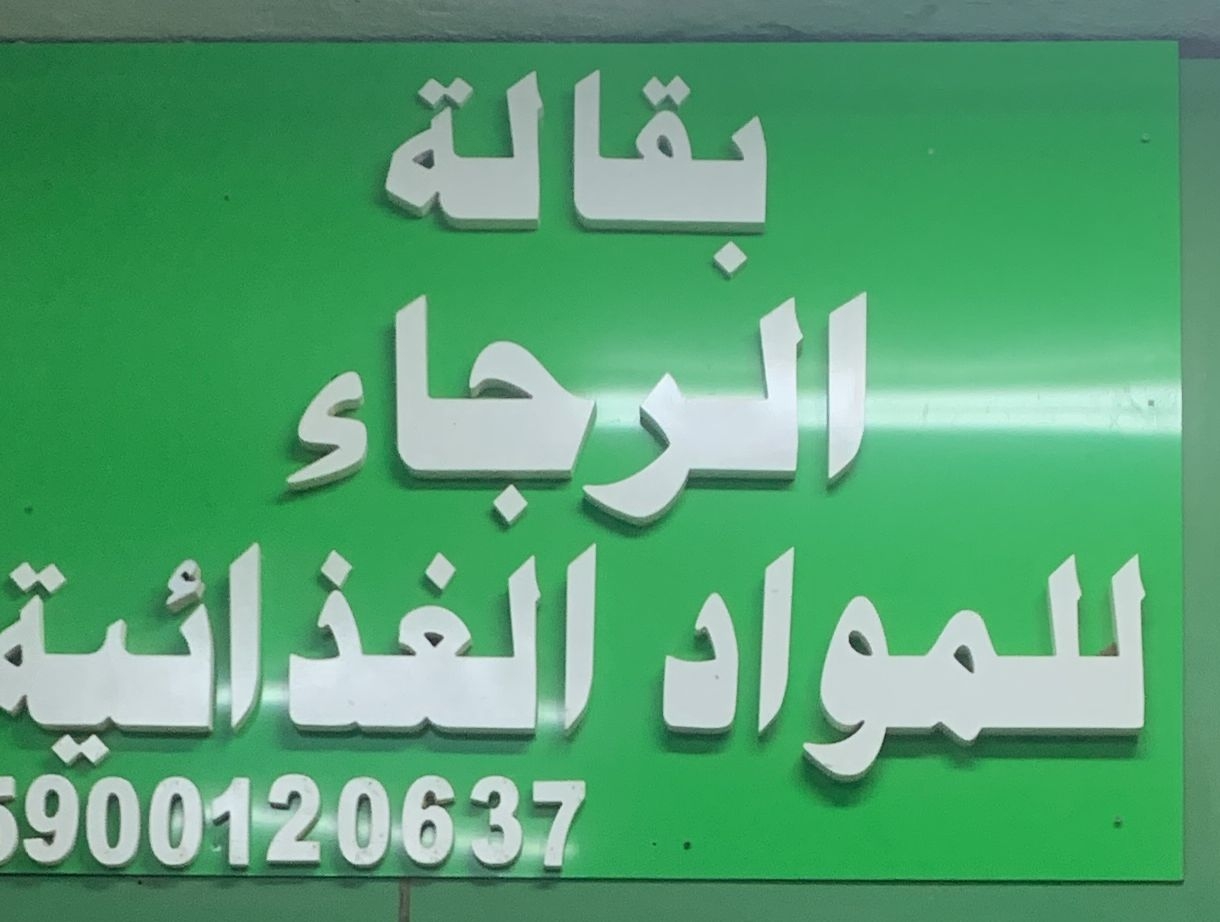 بقالة
الرجاء
للمواد الغذائية
5900120637